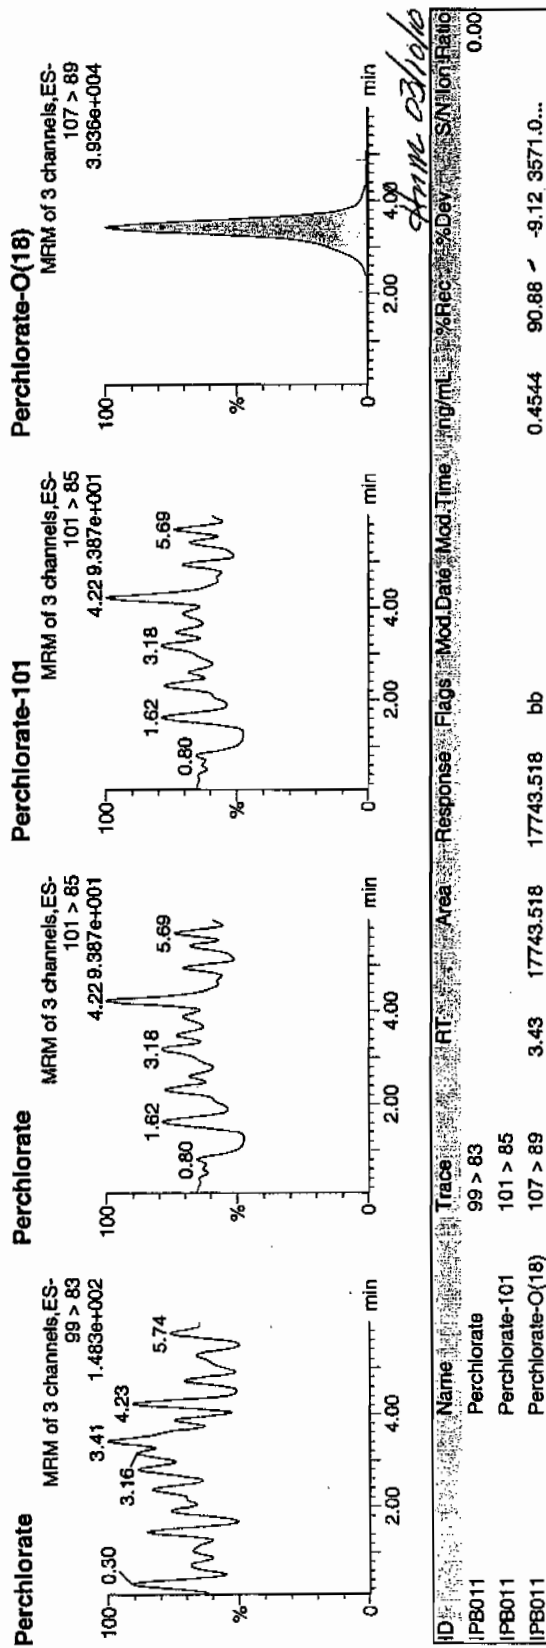 Perchlorate
MRM of 3 channels,ES-
99 > 83
1.483e+002
100
%
0
0.30
3.16
3.41
4.23
5.74
2.00
4.00
min
Perchlorate
MRM of 3 channels,ES-
101 > 85
4.22 9.387e+001
100
%
0
0.80
1.62
3.18
5.69
2.00
4.00
min
Perchlorate-101
MRM of 3 channels,ES-
101 > 85
4.22 9.387e+001
100
%
0
0.80
1.62
3.18
5.69
2.00
4.00
min
Perchlorate-O(18)
MRM of 3 channels,ES-
107 > 89
3.936e+004
100
%
0
2.00
4.00
min
03/10/10
ID Name Trace RT Area Response Flags Mod.Date Mod.Time ng/mL %Rec %Dev S/N Ion Ratio
IPB011 Perchlorate 99 > 83 0.00
IPB011 Perchlorate-101 101 > 85
IPB011 Perchlorate-O(18) 107 > 89 3.43 17743.518 17743.518 bb 0.4544 90.88 -9.12 3571.0...